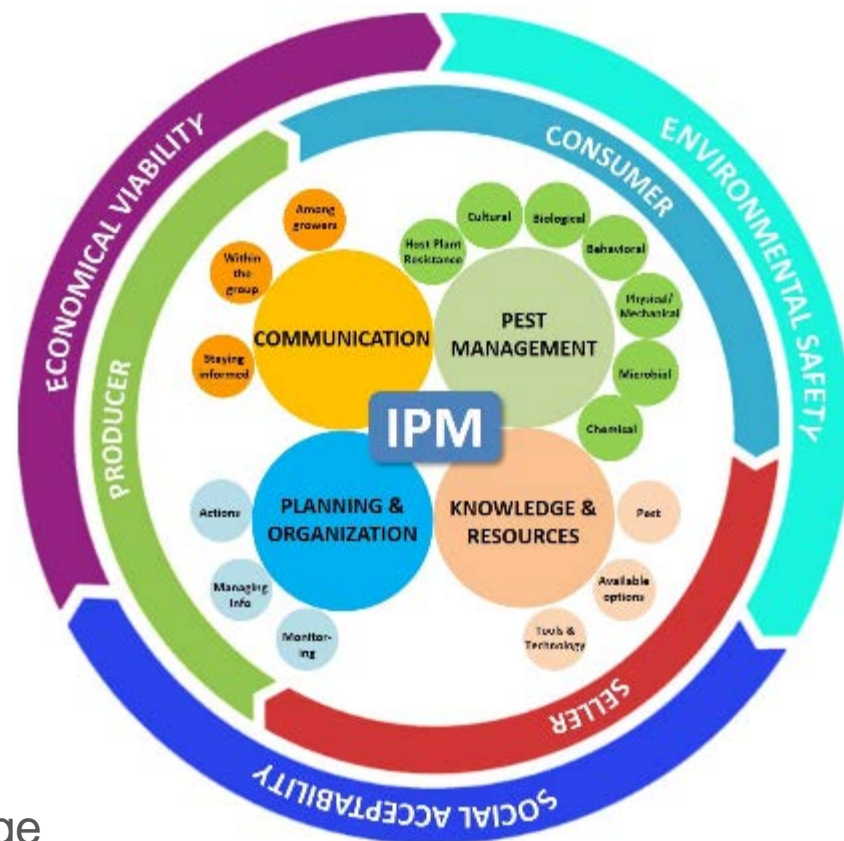 ECONOMICAL VIABILITY
ENVIRONMENTAL SAFETY
SOCIAL ACCEPTABILITY
PRODUCER
CONSUMER
SELLER
Among
growers
Within
the
group
Staying
informed
COMMUNICATION
Host Plant
Resistance
Cultural
Biological
Behavioral
Physical/
Mechanical
Microbial
Chemical
PEST
MANAGEMENT
IPM
PLANNING &
ORGANIZATION
Actions
Managing
Info
Monitor-
ing
KNOWLEDGE &
RESOURCES
Pest
Available
options
Tools &
Technology
ge